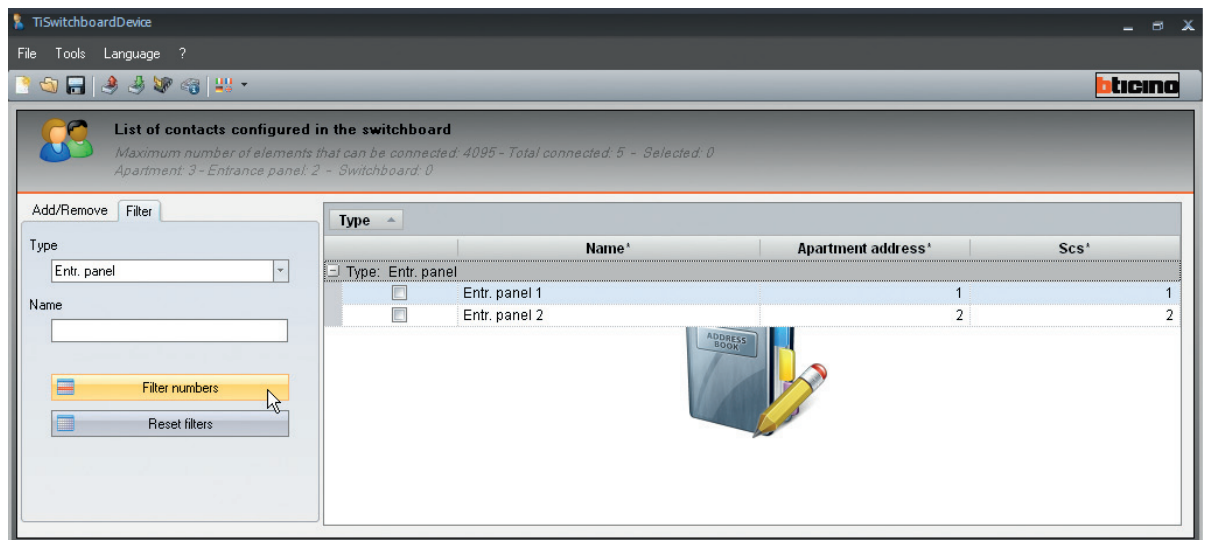 TiSwitchboardDevice
File Tools Language ?
bticino
List of contacts configured in the switchboard
Maximum number of elements that can be connected: 4095 - Total connected: 5 - Selected: 0
Apartment: 3 - Entrance panel: 2 - Switchboard: 0
Add/Remove Filter
Type
Entr. panel
Name
Filter numbers
Reset filters
Type
Name* Apartment address* Scs*
Type: Entr. panel
Entr. panel 1 1 1
Entr. panel 2 2 2
ADDRESS
BOOK